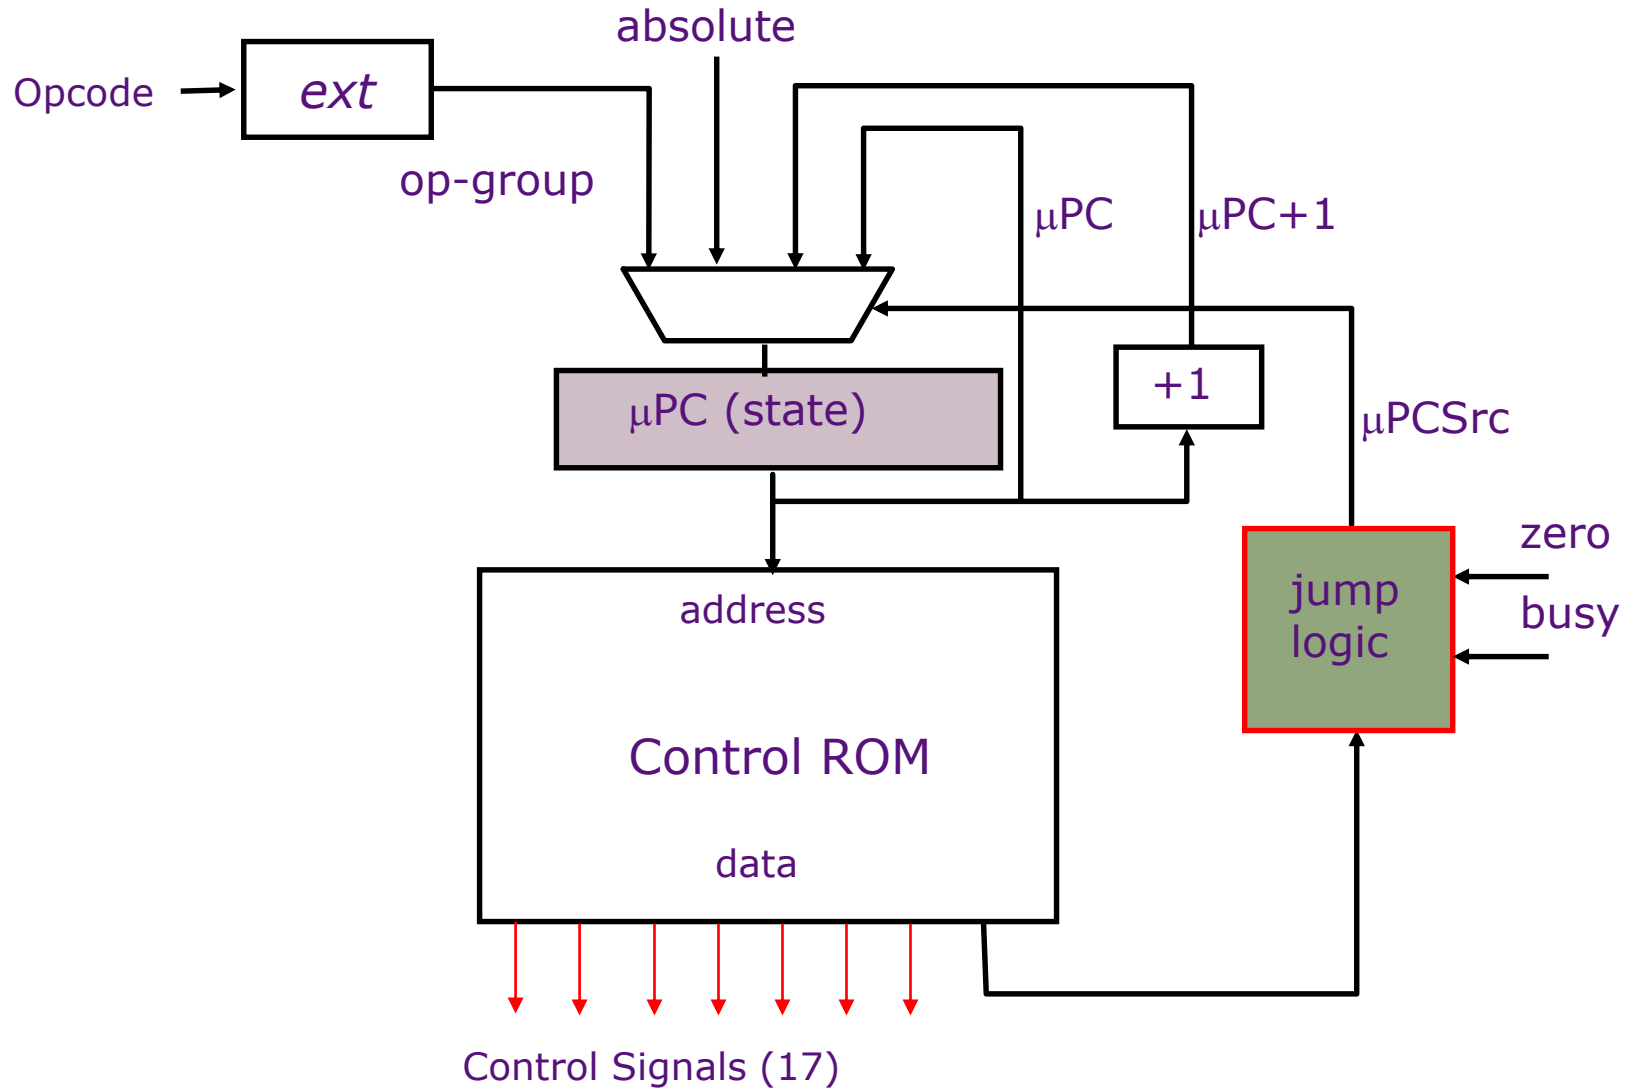 absolute
Opcode
ext
op-group
μPC
μPC+1
+1
μPC (state)
μPCSrc
zero
jump
logic
busy
address
Control ROM
data
Control Signals (17)